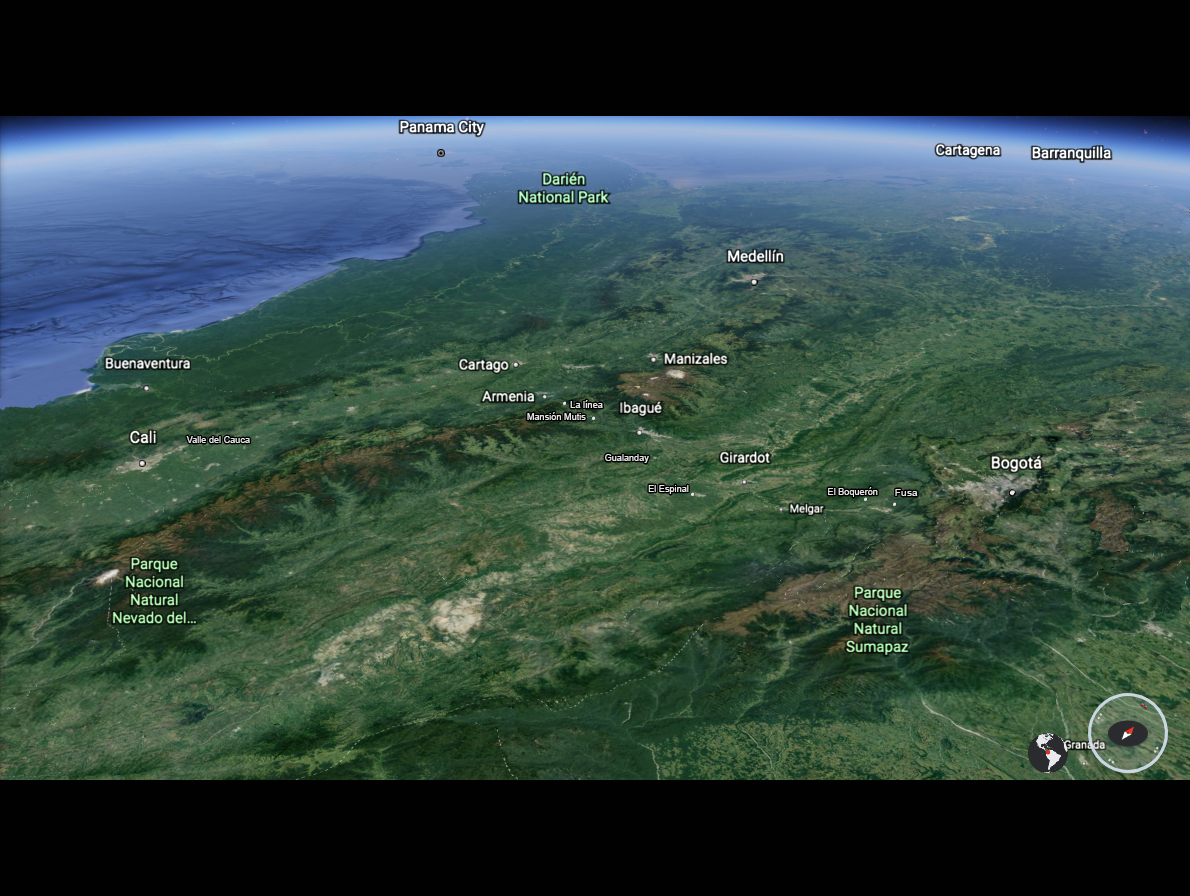 Panama City
Cartagena
Barranquilla
Darién
National Park
Medellín
Buenaventura
Cartago
Manizales
Armenia
La línea
Ibagué
Mansión Mutis
Cali
Valle del Cauca
Gualanday
Girardot
Bogotá
El Espinal
El Boquerón
Fusa
Melgar
Parque
Nacional
Natural
Nevado del...
Parque
Nacional
Natural
Sumapaz
Granada